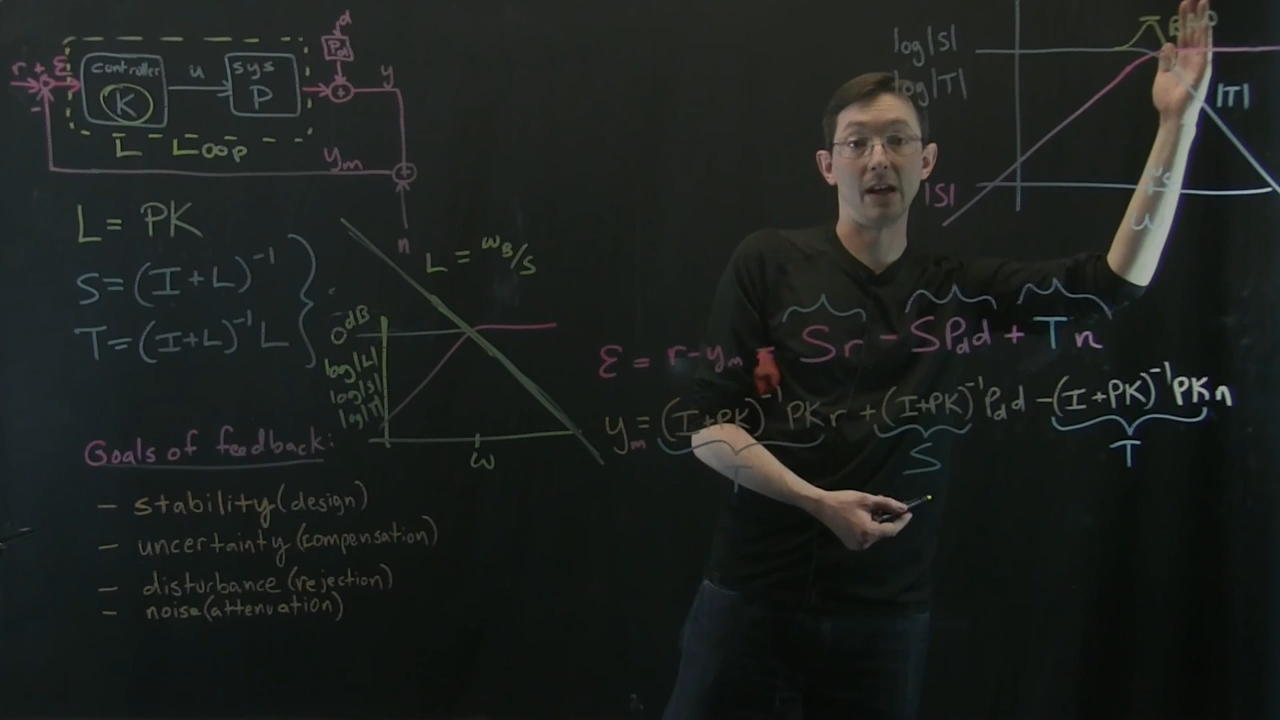 d
Pd
r + ε controller u sys y
K P +
-
L - Loop ym
+
n
L = PK
S = (I + L)⁻¹
T = (I+L)⁻¹ L
L = ωB/s
0dB
log|L|
log|S|
log|T|
ω
Goals of feedback:
- stability (design)
- uncertainty (compensation)
- disturbance (rejection)
- noise (attenuation)
log|S|
log|T|
|T|
|S|
ω
ε = r - ym = Sr - SPdd + Tn
ym = (I+PK)⁻¹PKr + (I+PK)⁻¹Pdd - (I+PK)⁻¹PKn
T S T